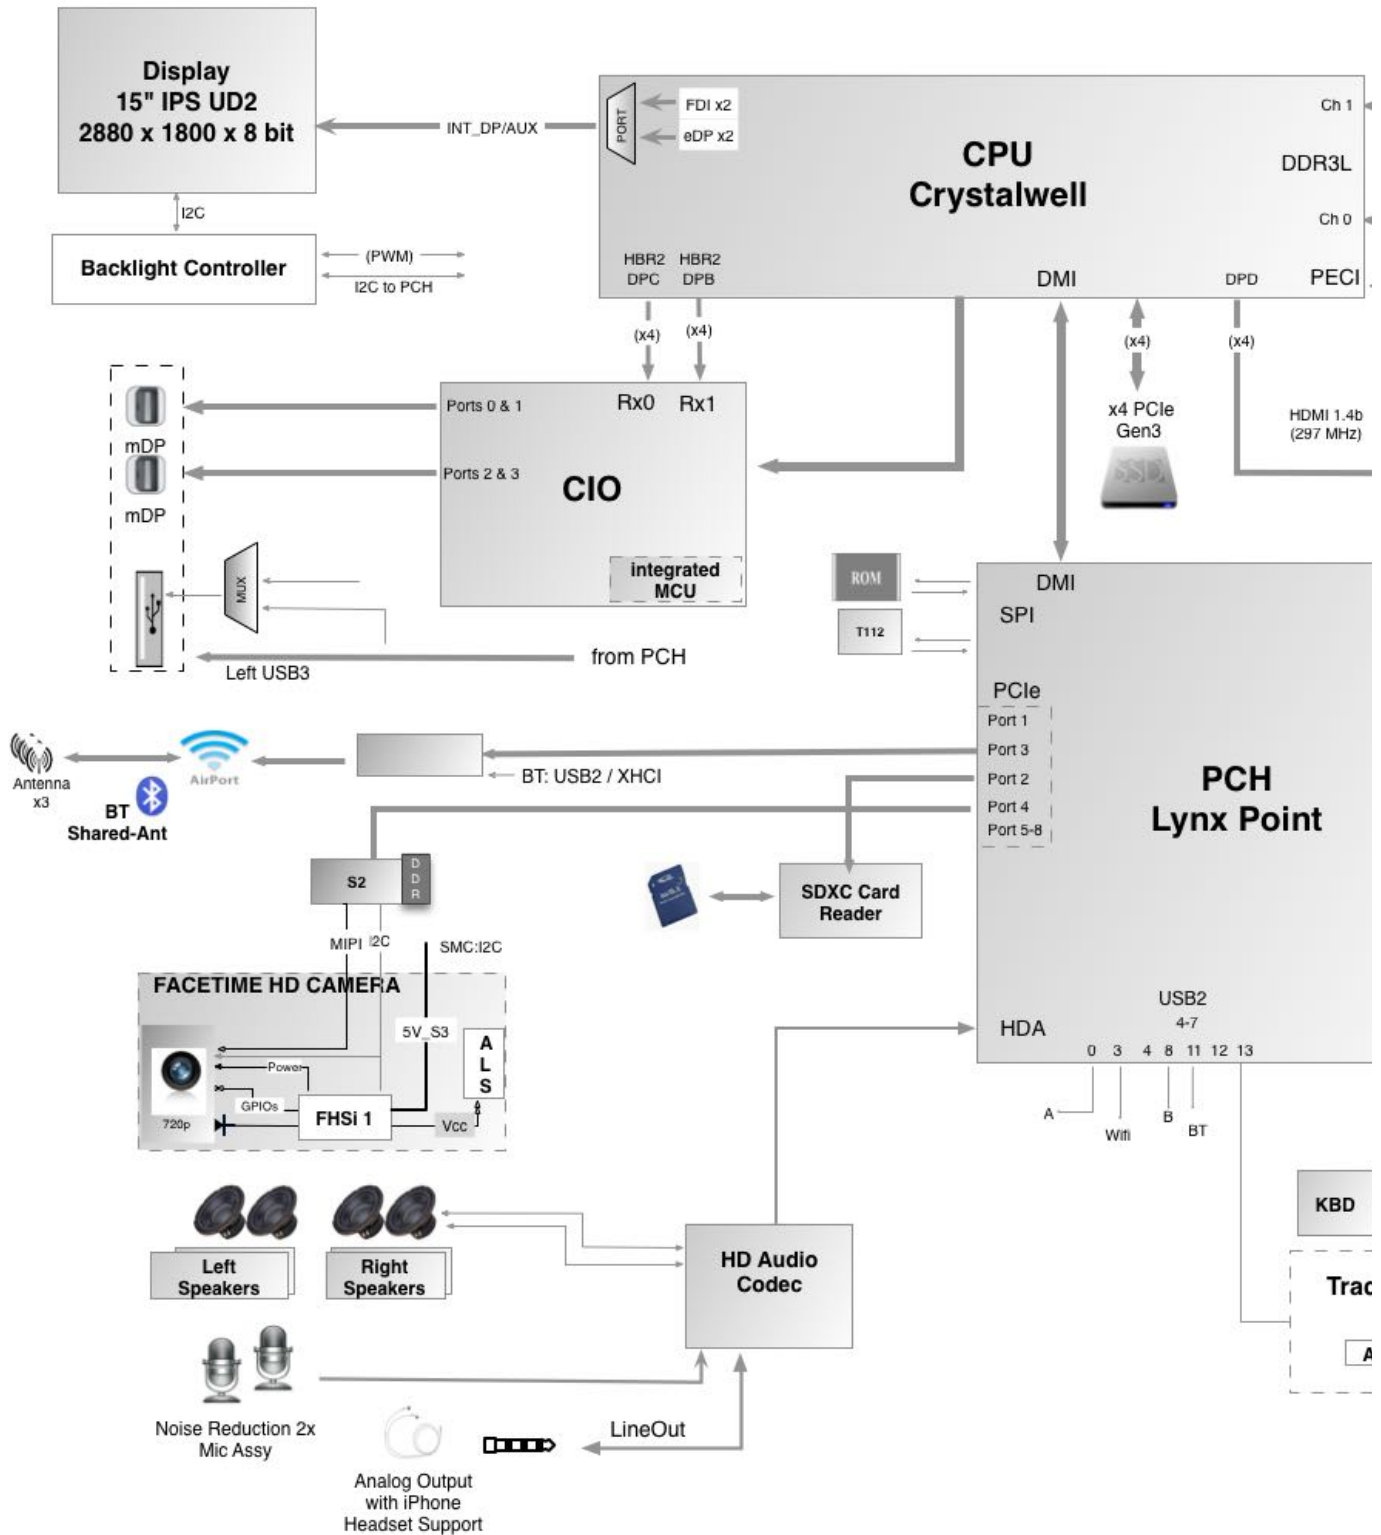 Display
15" IPS UD2
2880 x 1800 x 8 bit
INT_DP/AUX
PORT
FDI x2
eDP x2
CPU
Crystalwell
Ch 1
DDR3L
Ch 0
PECI
I2C
Backlight Controller
(PWM)
I2C to PCH
HBR2
DPC
HBR2
DPB
DMI
DPD
(x4)
(x4)
(x4)
(x4)
mDP
mDP
Ports 0 & 1
Ports 2 & 3
Rx0
Rx1
CIO
integrated
MCU
x4 PCIe
Gen3
SSD
HDMI 1.4b
(297 MHz)
MUX
Left USB3
from PCH
ROM
T112
DMI
SPI
PCIe
Port 1
Port 3
Port 2
Port 4
Port 5-8
PCH
Lynx Point
Antenna
x3
AirPort
BT
Shared-Ant
BT: USB2 / XHCI
S2
DDR
SDXC Card
Reader
MIPI
I2C
SMC:I2C
FACETIME HD CAMERA
5V_S3
ALS
Power
GPIOs
720p
FHSi 1
Vcc
HDA
USB2
4-7
0 3 4 8 11 12 13
A
Wifi
B
BT
KBD
Trac
A
Left
Speakers
Right
Speakers
HD Audio
Codec
Noise Reduction 2x
Mic Assy
LineOut
Analog Output
with iPhone
Headset Support